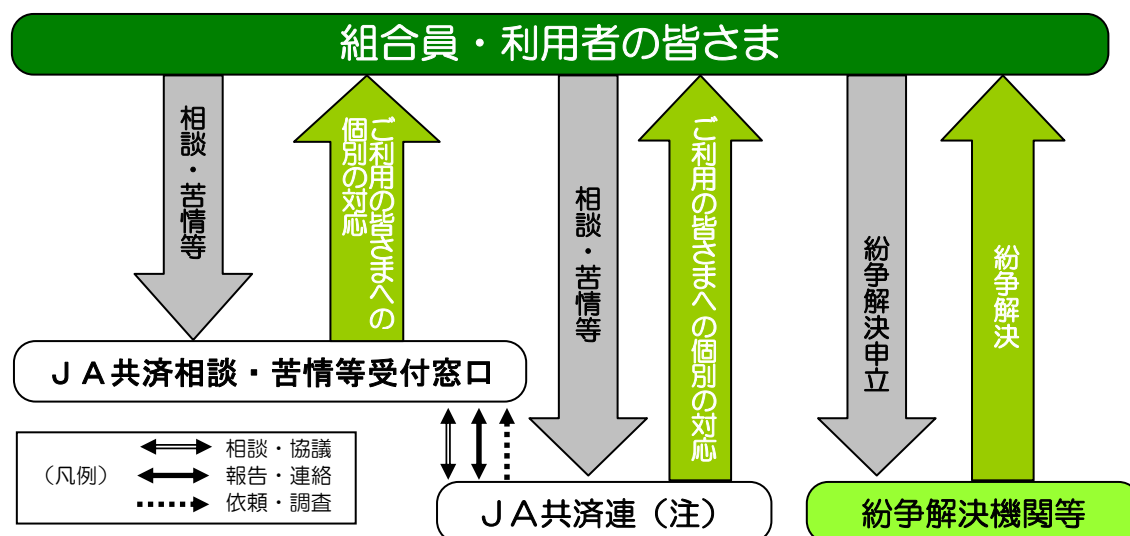 組合員・利用者の皆さま
相談・苦情等
ご利用の皆さまへの
個別の対応
相談・苦情等
ご利用の皆さまへの個別の対応
紛争解決申立
紛争解決
JA共済相談・苦情等受付窓口
(凡例)
相談・協議
報告・連絡
依頼・調査
JA共済連(注)
紛争解決機関等